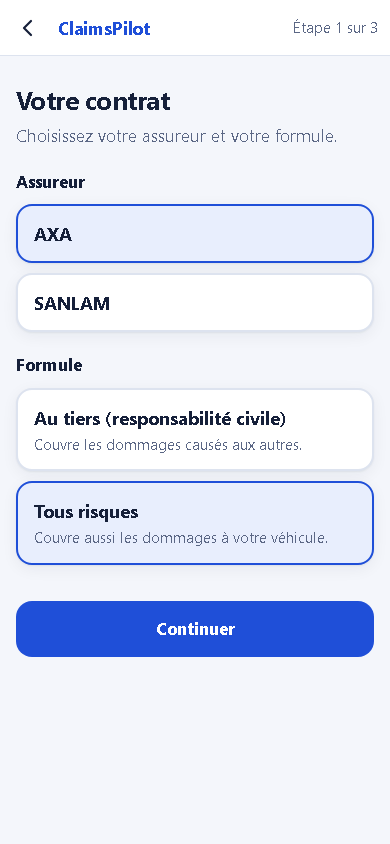 ClaimsPilot
Étape 1 sur 3
Votre contrat
Choisissez votre assureur et votre formule.
Assureur
AXA
SANLAM
Formule
Au tiers (responsabilité civile)
Couvre les dommages causés aux autres.
Tous risques
Couvre aussi les dommages à votre véhicule.
Continuer